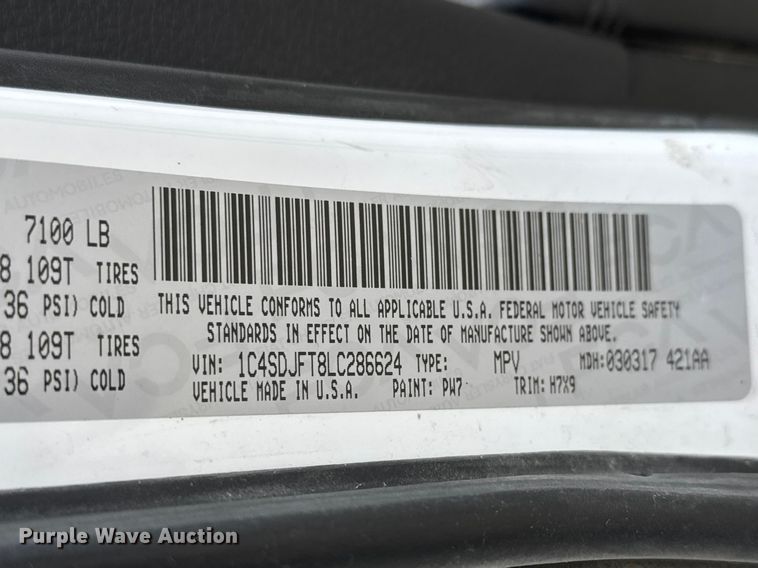 7100 LB
8 109T TIRES
36 PSI) COLD
8 109T TIRES
36 PSI) COLD
THIS VEHICLE CONFORMS TO ALL APPLICABLE U.S.A. FEDERAL MOTOR VEHICLE SAFETY
STANDARDS IN EFFECT ON THE DATE OF MANUFACTURE SHOWN ABOVE.
VIN: 1C4SDJFT8LC286624 TYPE: MPV MDH:030317 421AA
VEHICLE MADE IN U.S.A. PAINT: PW7 TRIM: H7X9
Purple Wave Auction